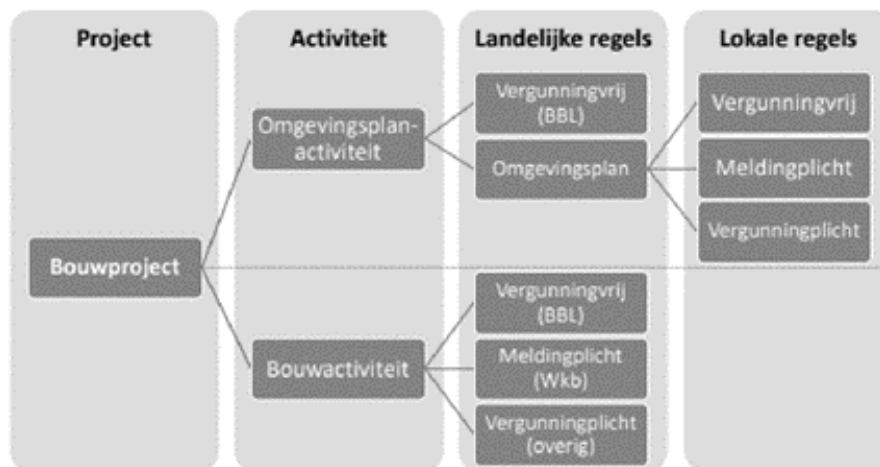 Project
Activiteit
Landelijke regels
Lokale regels
Bouwproject
Omgevingsplan-
activiteit
Bouwactiviteit
Vergunningvrij
(BBL)
Omgevingsplan
Vergunningvrij
(BBL)
Meldingplicht
(Wkb)
Vergunningplicht
(overig)
Vergunningvrij
Meldingplicht
Vergunningplicht